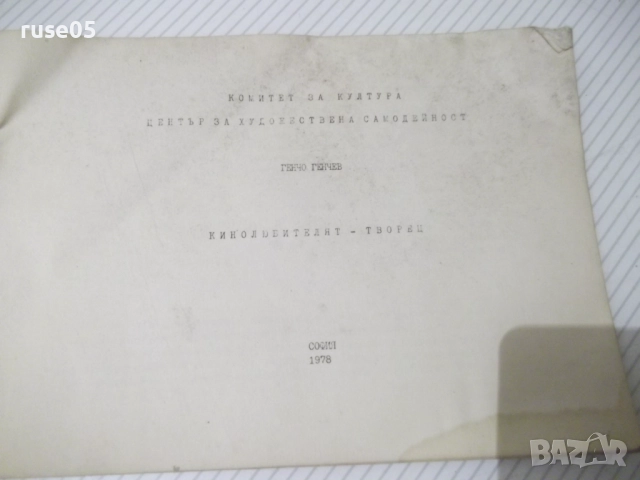 ruse05
КОМИТЕТ ЗА КУЛТУРА
ЦЕНТЪР ЗА ХУДОЖЕСТВЕНА САМОДЕЙНОСТ
ГЕНЧО ГЕНЧЕВ
КИНОЛЮБИТЕЛЯТ - ТВОРЕЦ
СОФИЯ
1978
BAZAR